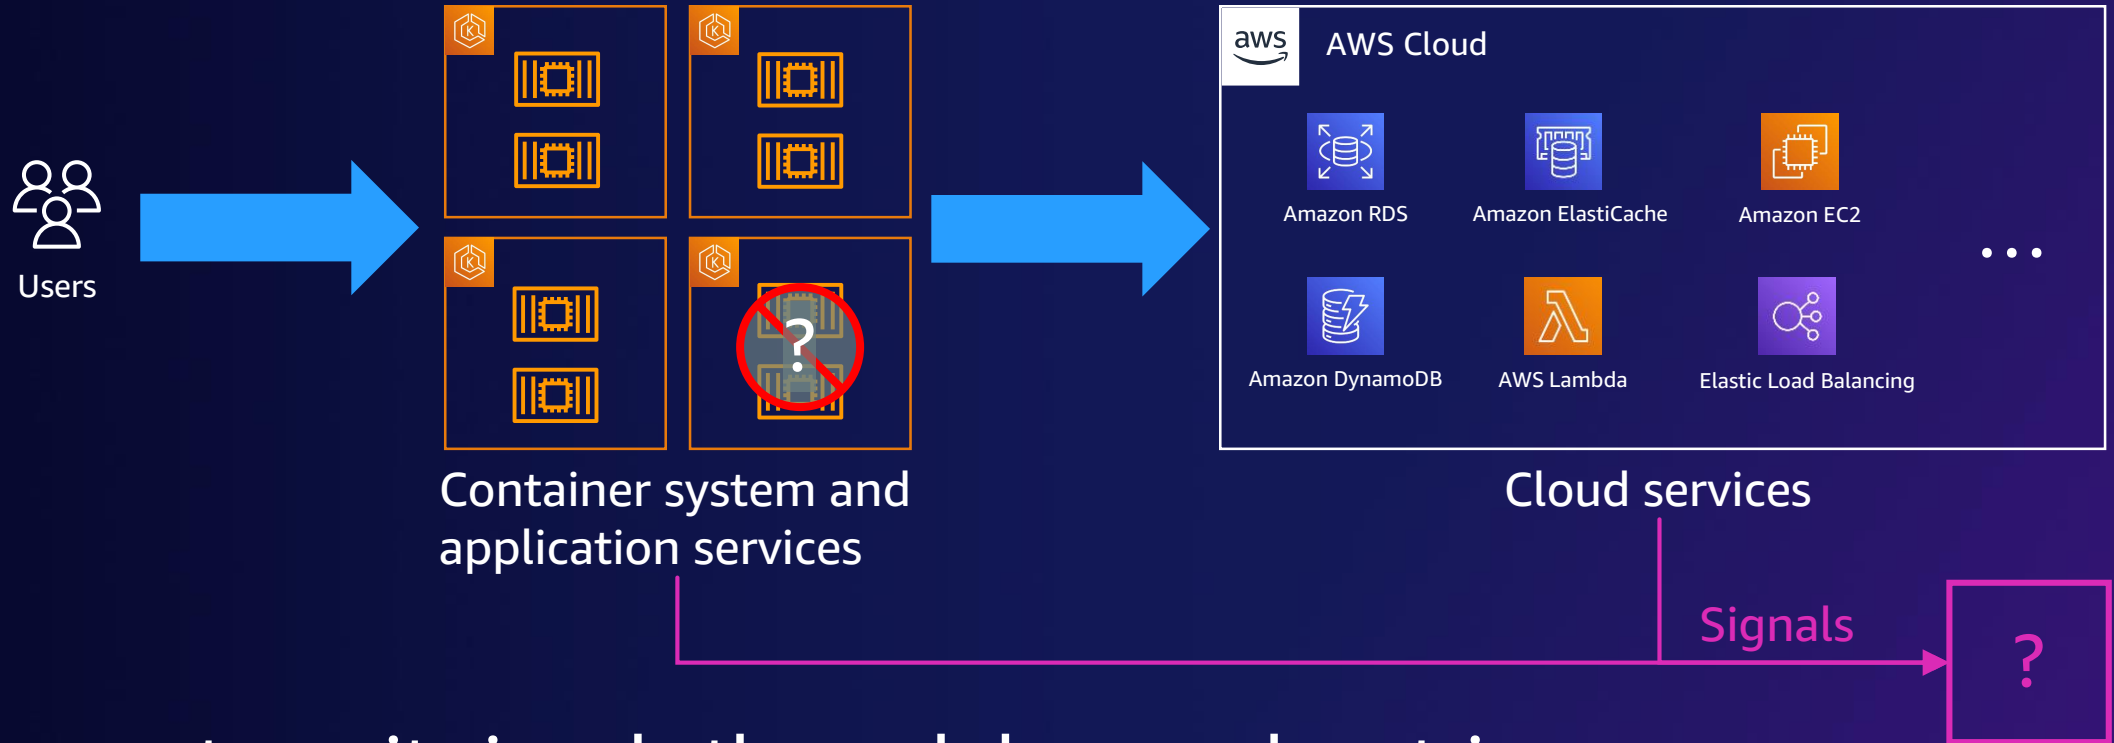 aws
AWS Cloud
Amazon RDS
Amazon ElastiCache
Amazon EC2
...
Users
?
Amazon DynamoDB
AWS Lambda
Elastic Load Balancing
Container system and
application services
Cloud services
Signals
?